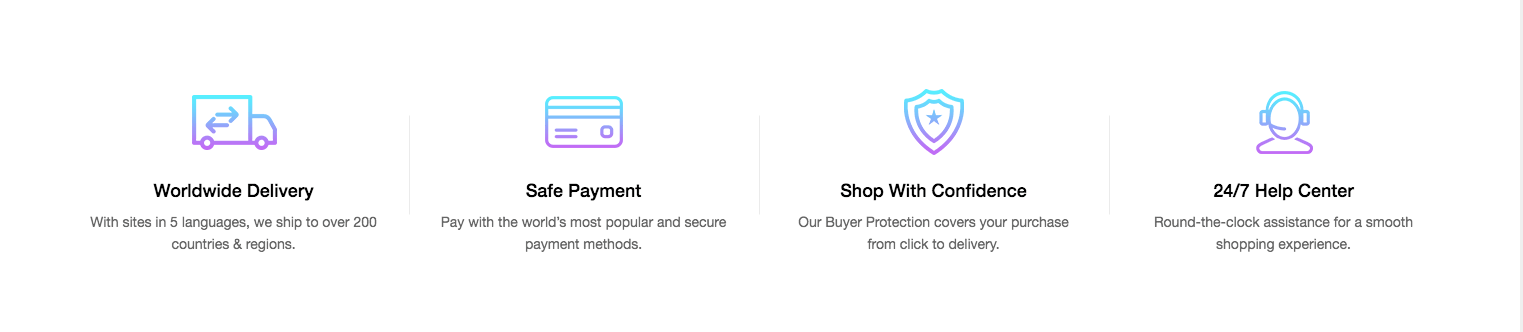 Worldwide Delivery
With sites in 5 languages, we ship to over 200
countries & regions.
Safe Payment
Pay with the world’s most popular and secure
payment methods.
Shop With Confidence
Our Buyer Protection covers your purchase
from click to delivery.
24/7 Help Center
Round-the-clock assistance for a smooth
shopping experience.